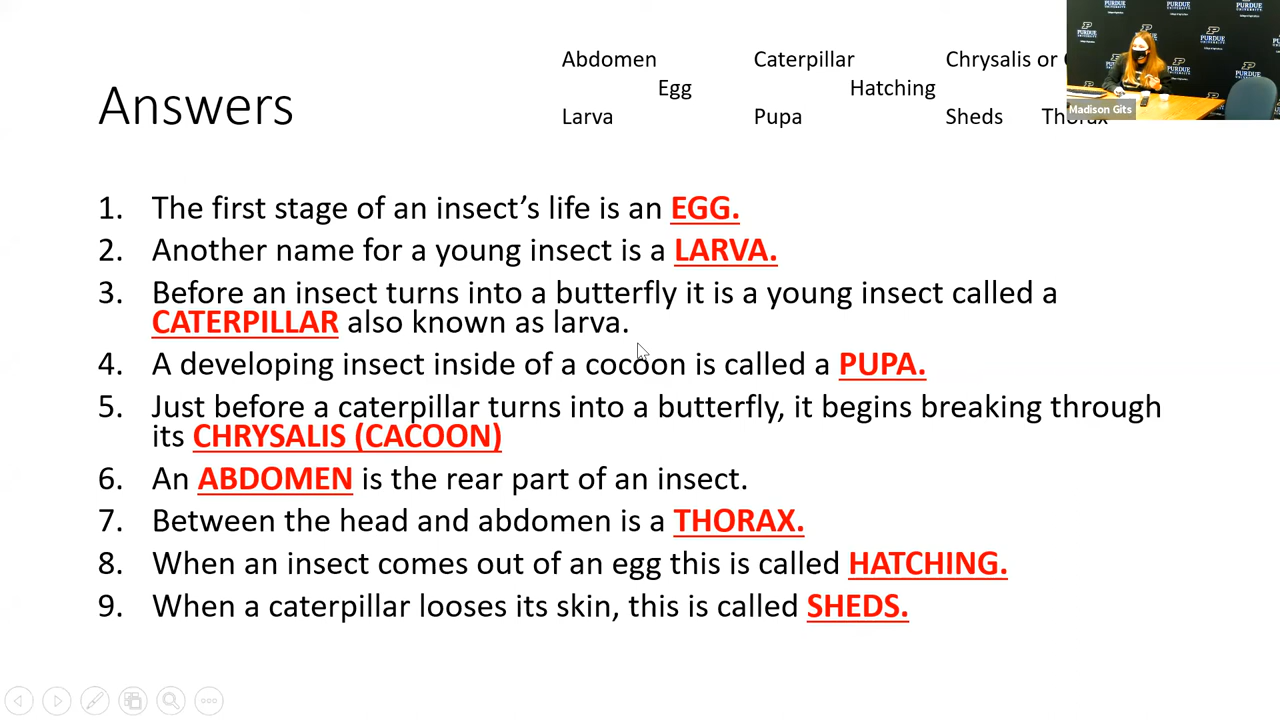 Abdomen Caterpillar Chrysalis or
Egg Hatching
Larva Pupa Sheds Thorax
Answers
PURDUE
Madison Gits
1. The first stage of an insect’s life is an EGG.
2. Another name for a young insect is a LARVA.
3. Before an insect turns into a butterfly it is a young insect called a
CATERPILLAR also known as larva.
4. A developing insect inside of a cocoon is called a PUPA.
5. Just before a caterpillar turns into a butterfly, it begins breaking through
its CHRYSALIS (CACOON)
6. An ABDOMEN is the rear part of an insect.
7. Between the head and abdomen is a THORAX.
8. When an insect comes out of an egg this is called HATCHING.
9. When a caterpillar looses its skin, this is called SHEDS.